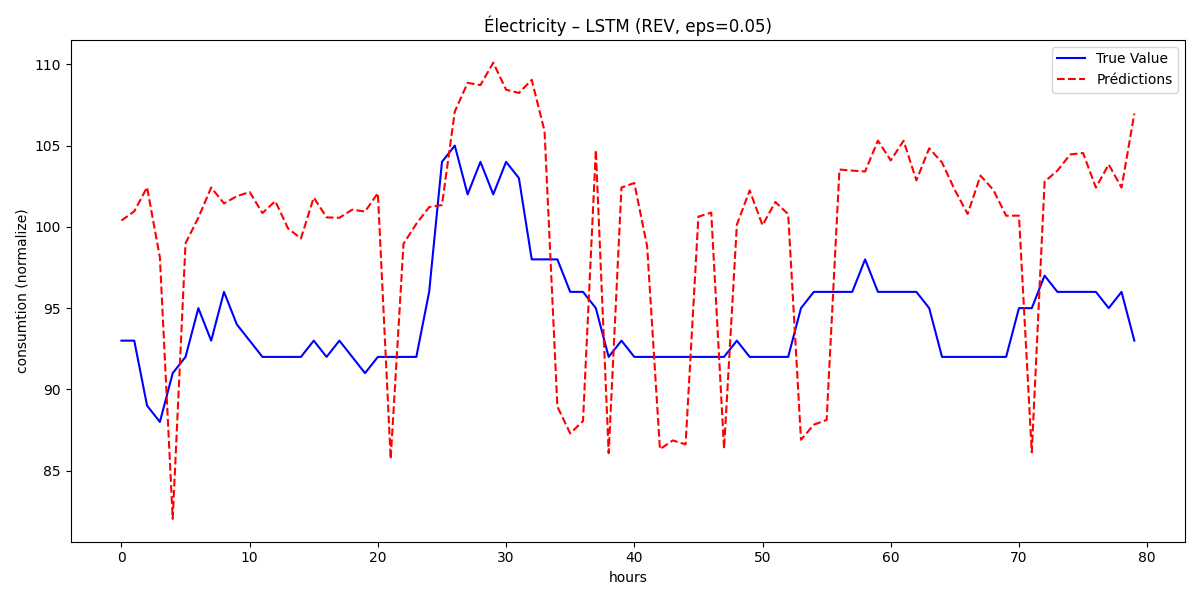 Électricity – LSTM (REV, eps=0.05)
True Value
Prédictions
consumtion (normalize)
110
105
100
95
90
85
0 10 20 30 40 50 60 70 80
hours